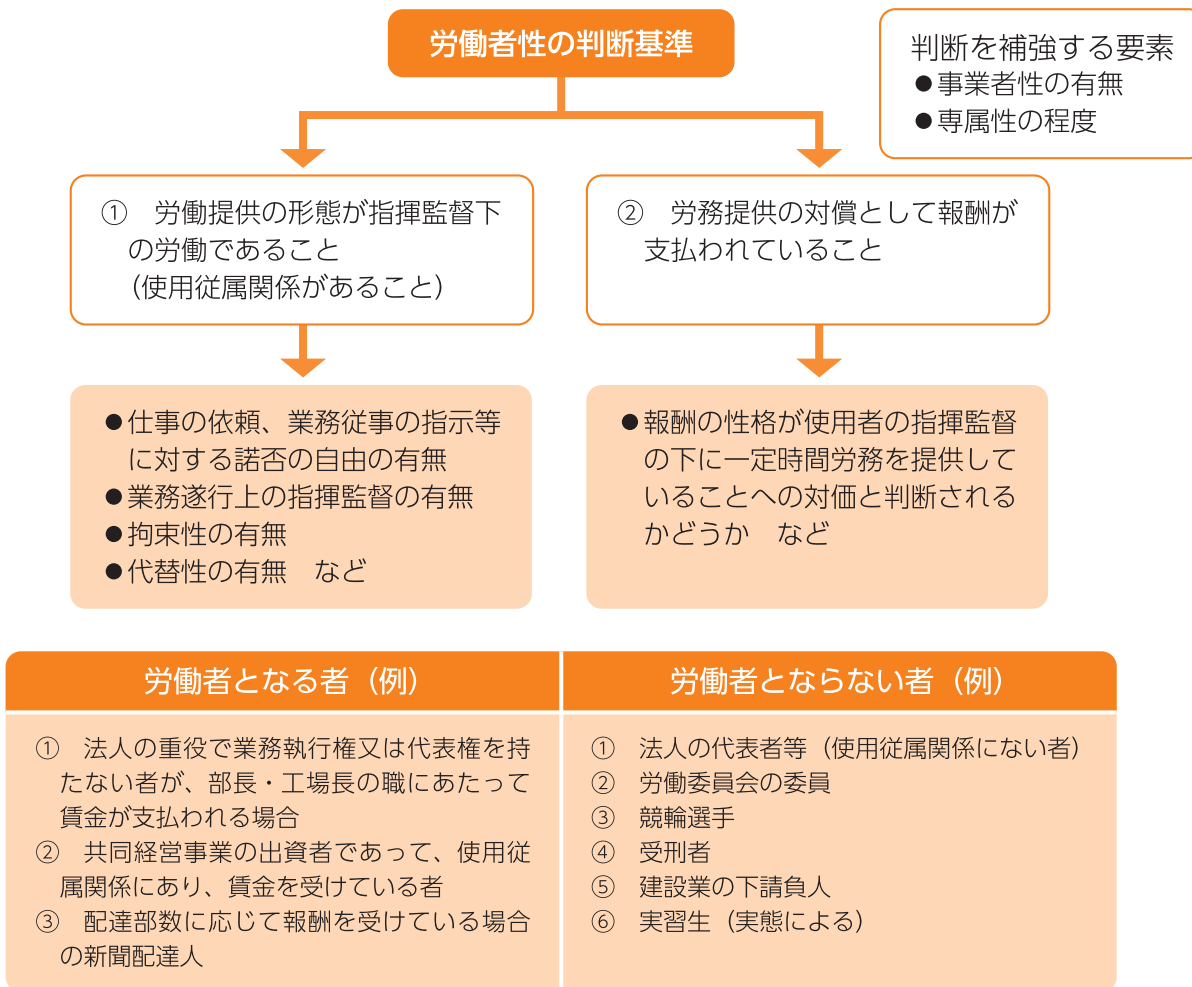 労働者性の判断基準
判断を補強する要素
●事業者性の有無
●専属性の程度
① 労働提供の形態が指揮監督下
の労働であること
（使用従属関係があること）
② 労務提供の対償として報酬が
支払われていること
●仕事の依頼、業務従事の指示等
に対する諾否の自由の有無
●業務遂行上の指揮監督の有無
●拘束性の有無
●代替性の有無 など
●報酬の性格が使用者の指揮監督
の下に一定時間労務を提供して
いることへの対価と判断される
かどうか など
労働者となる者（例）
① 法人の重役で業務執行権又は代表権を持
たない者が、部長・工場長の職にあたって
賃金が支払われる場合
② 共同経営事業の出資者であって、使用従
属関係にあり、賃金を受けている者
③ 配達部数に応じて報酬を受けている場合
の新聞配達人
労働者とならない者（例）
① 法人の代表者等（使用従属関係にない者）
② 労働委員会の委員
③ 競輪選手
④ 受刑者
⑤ 建設業の下請負人
⑥ 実習生（実態による）